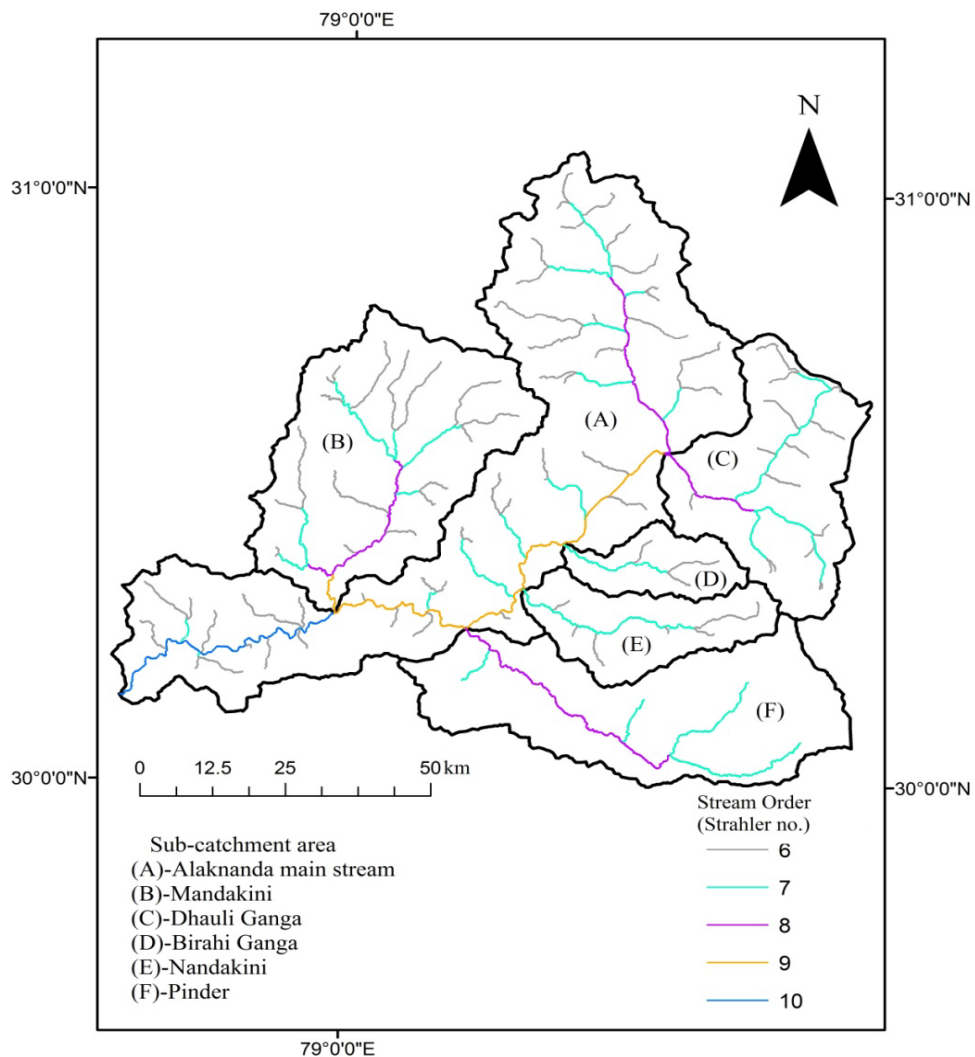 79°0'0"E
N
31°0'0"N
31°0'0"N
(A)
(B)
(C)
(D)
(E)
(F)
30°0'0"N
30°0'0"N
0 12.5 25 50 km
Stream Order
(Strahler no.)
6
7
8
9
10
Sub-catchment area
(A)-Alaknanda main stream
(B)-Mandakini
(C)-Dhauli Ganga
(D)-Birahi Ganga
(E)-Nandakini
(F)-Pinder
79°0'0"E